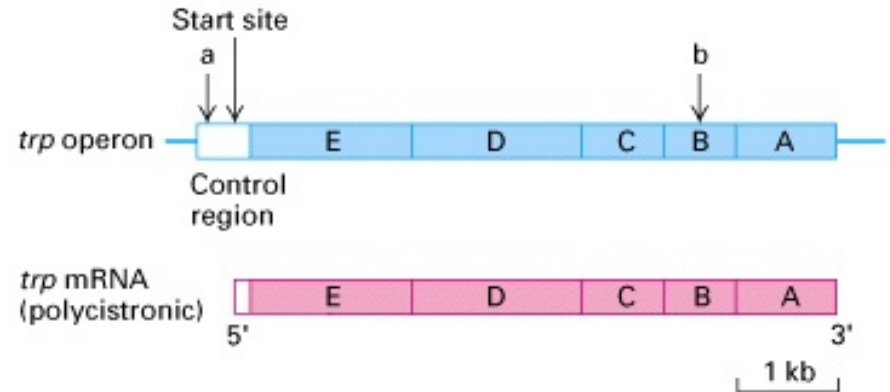 Start site
a
b
trp operon
E D C B A
Control
region
trp mRNA
(polycistronic)
E D C B A
5' 3'
1 kb